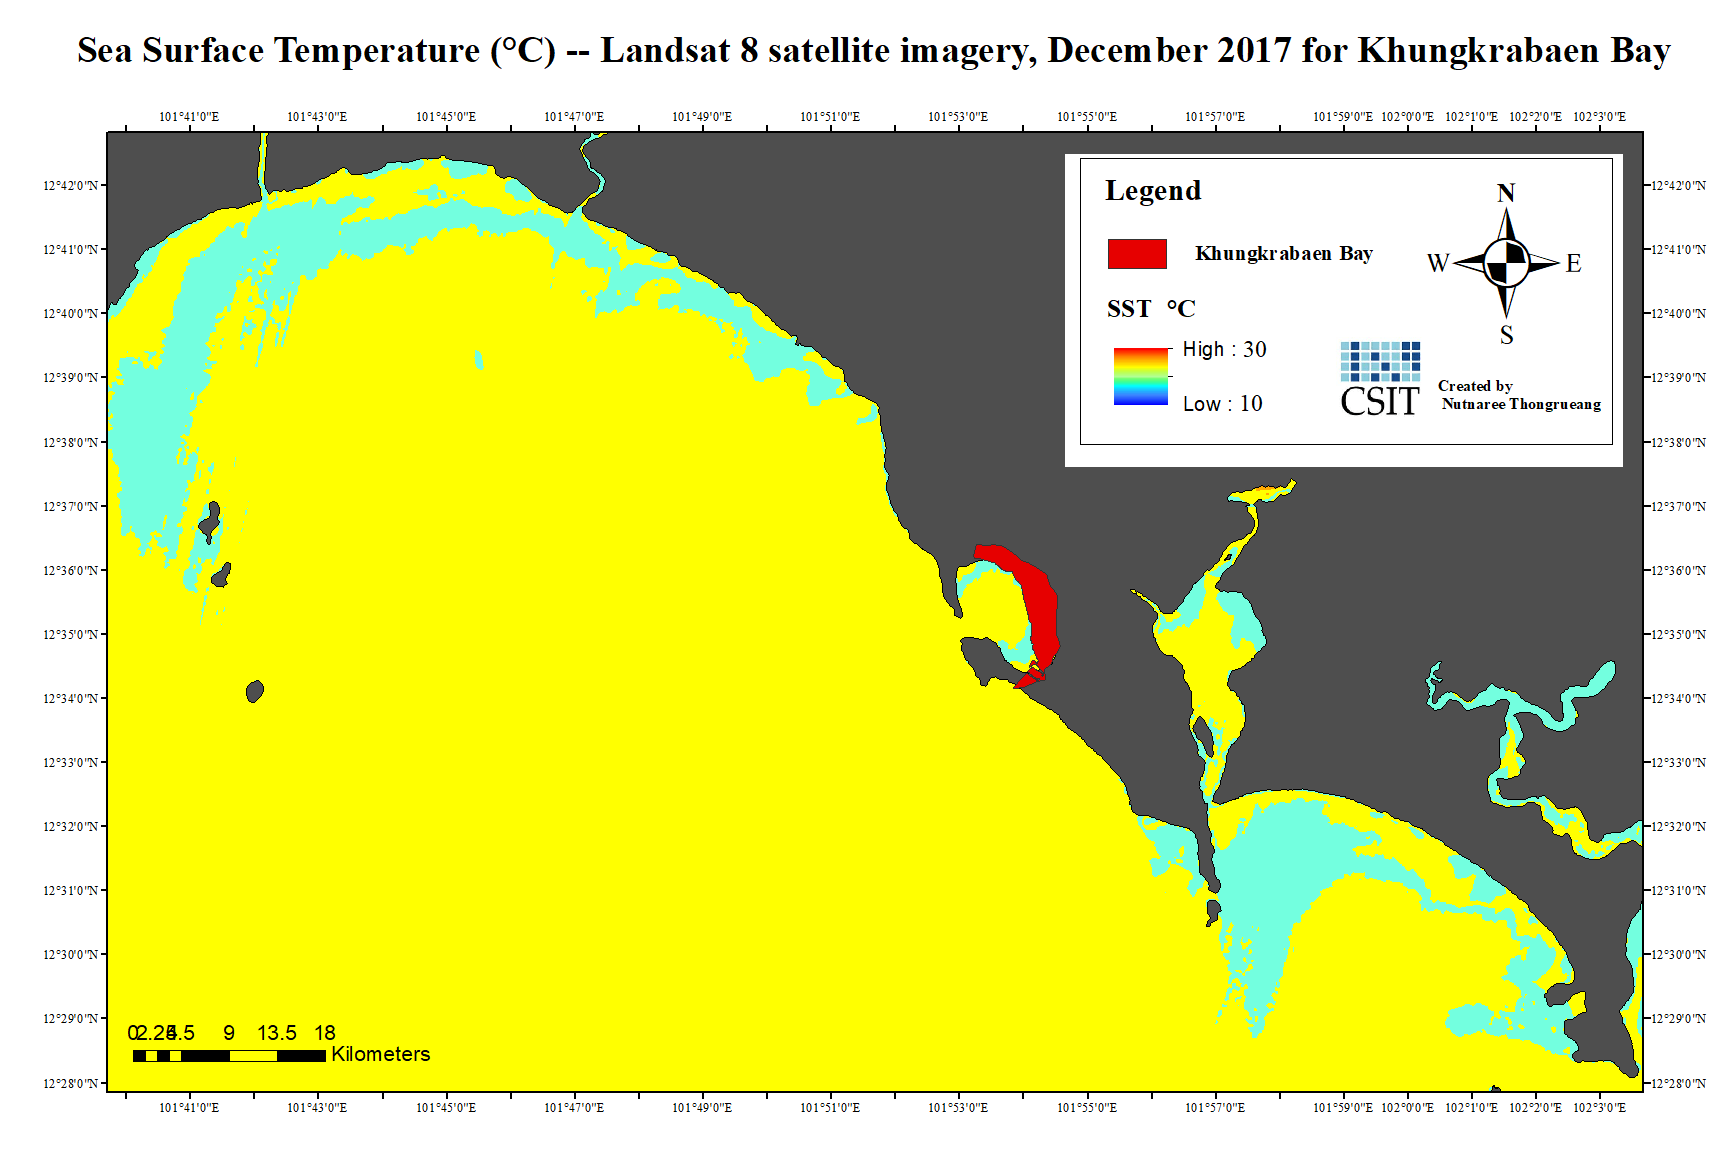 Sea Surface Temperature (°C) -- Landsat 8 satellite imagery, December 2017 for Khungkrabaen Bay
101°41'0"E 101°43'0"E 101°45'0"E 101°47'0"E 101°49'0"E 101°51'0"E 101°53'0"E 101°55'0"E 101°57'0"E 101°59'0"E 102°0'0"E 102°1'0"E 102°2'0"E 102°3'0"E
Legend
Khungkrabaen Bay
SST °C
High : 30
Low : 10
N
W E
S
CSIT
Created by
Nutnaree Thongrueang
12°42'0"N 12°42'0"N
12°41'0"N 12°41'0"N
12°40'0"N 12°40'0"N
12°39'0"N 12°39'0"N
12°38'0"N 12°38'0"N
12°37'0"N 12°37'0"N
12°36'0"N 12°36'0"N
12°35'0"N 12°35'0"N
12°34'0"N 12°34'0"N
12°33'0"N 12°33'0"N
12°32'0"N 12°32'0"N
12°31'0"N 12°31'0"N
12°30'0"N 12°30'0"N
12°29'0"N 12°29'0"N
12°28'0"N 12°28'0"N
0 2.25 4.5 9 13.5 18
Kilometers
101°41'0"E 101°43'0"E 101°45'0"E 101°47'0"E 101°49'0"E 101°51'0"E 101°53'0"E 101°55'0"E 101°57'0"E 101°59'0"E 102°0'0"E 102°1'0"E 102°2'0"E 102°3'0"E